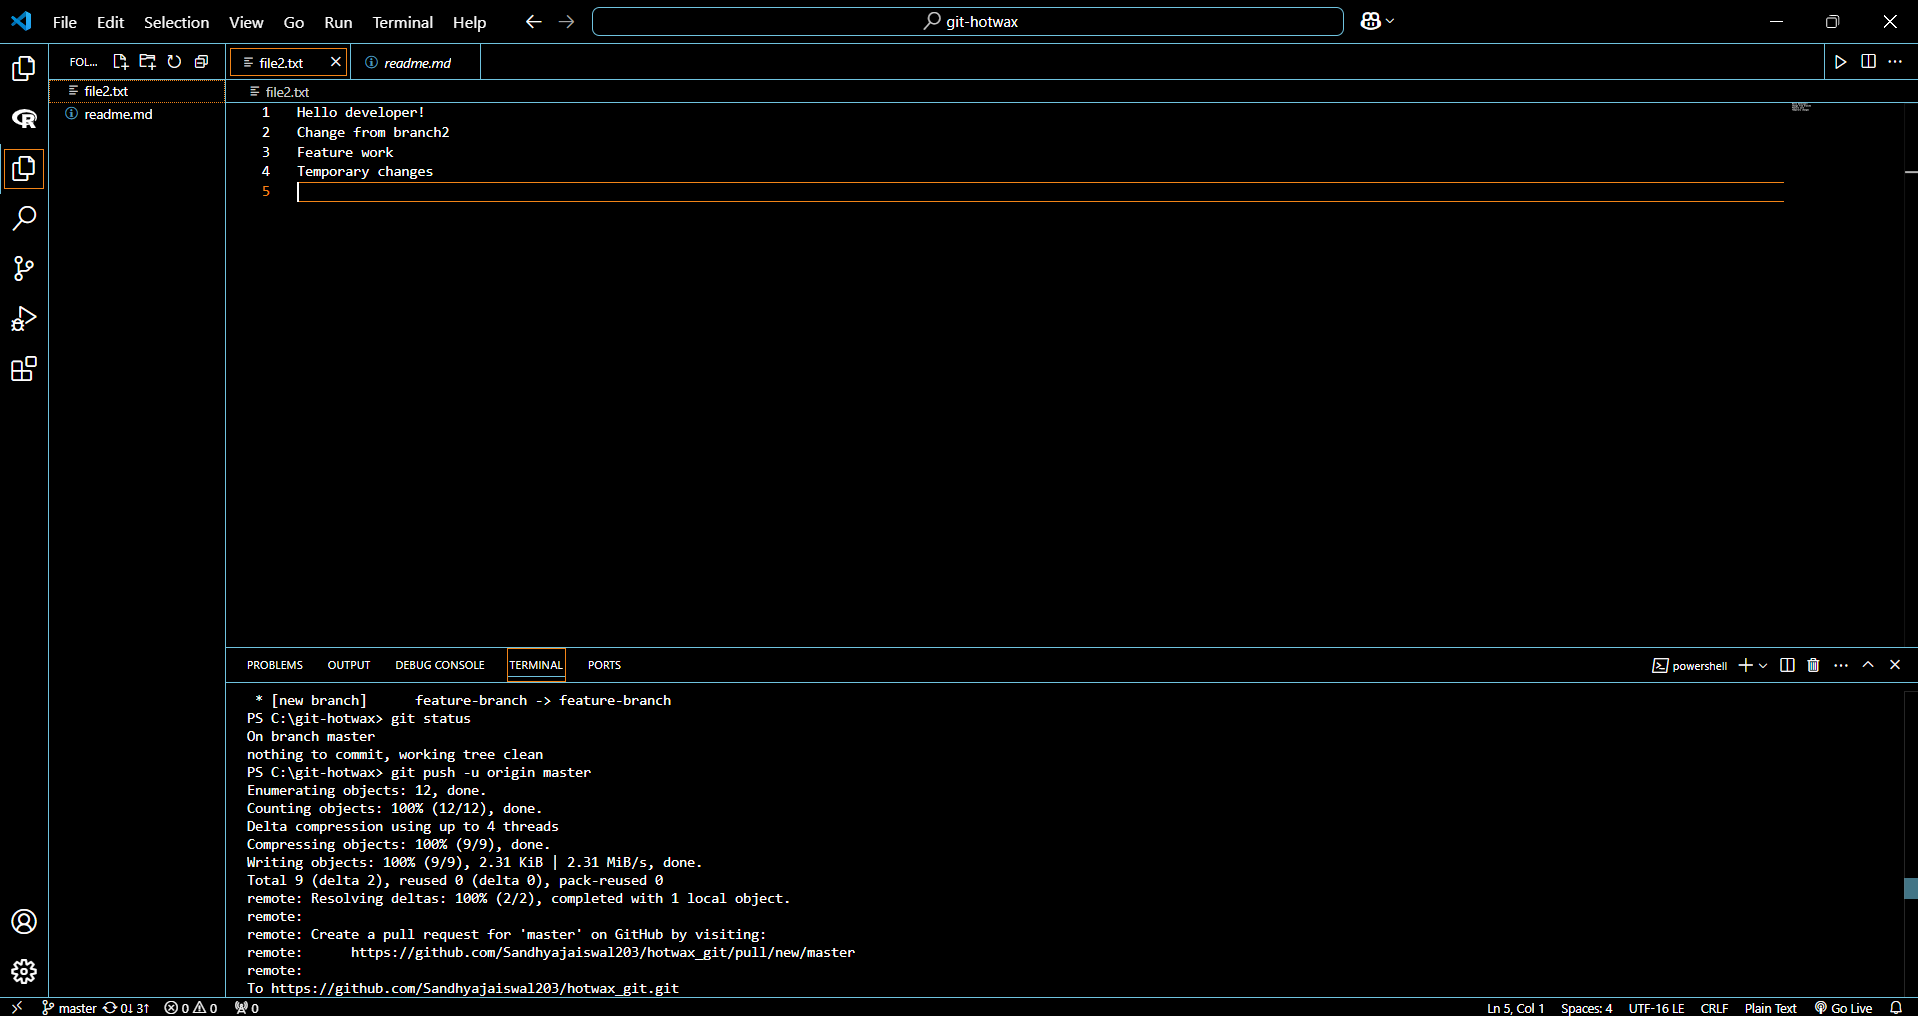 File Edit Selection View Go Run Terminal Help
git-hotwax
FOL...
file2.txt
readme.md
file2.txt
readme.md
file2.txt
1 Hello developer!
2 Change from branch2
3 Feature work
4 Temporary changes
5
PROBLEMS OUTPUT DEBUG CONSOLE TERMINAL PORTS
powershell
* [new branch]      feature-branch -> feature-branch
PS C:\git-hotwax> git status
On branch master
nothing to commit, working tree clean
PS C:\git-hotwax> git push -u origin master
Enumerating objects: 12, done.
Counting objects: 100% (12/12), done.
Delta compression using up to 4 threads
Compressing objects: 100% (9/9), done.
Writing objects: 100% (9/9), 2.31 KiB | 2.31 MiB/s, done.
Total 9 (delta 2), reused 0 (delta 0), pack-reused 0
remote: Resolving deltas: 100% (2/2), completed with 1 local object.
remote:
remote: Create a pull request for 'master' on GitHub by visiting:
remote:      https://github.com/Sandhyajaiswal203/hotwax_git/pull/new/master
remote:
To https://github.com/Sandhyajaiswal203/hotwax_git.git
master 0↓ 3↑ 0 0 0 Ln 5, Col 1 Spaces: 4 UTF-16 LE CRLF Plain Text Go Live